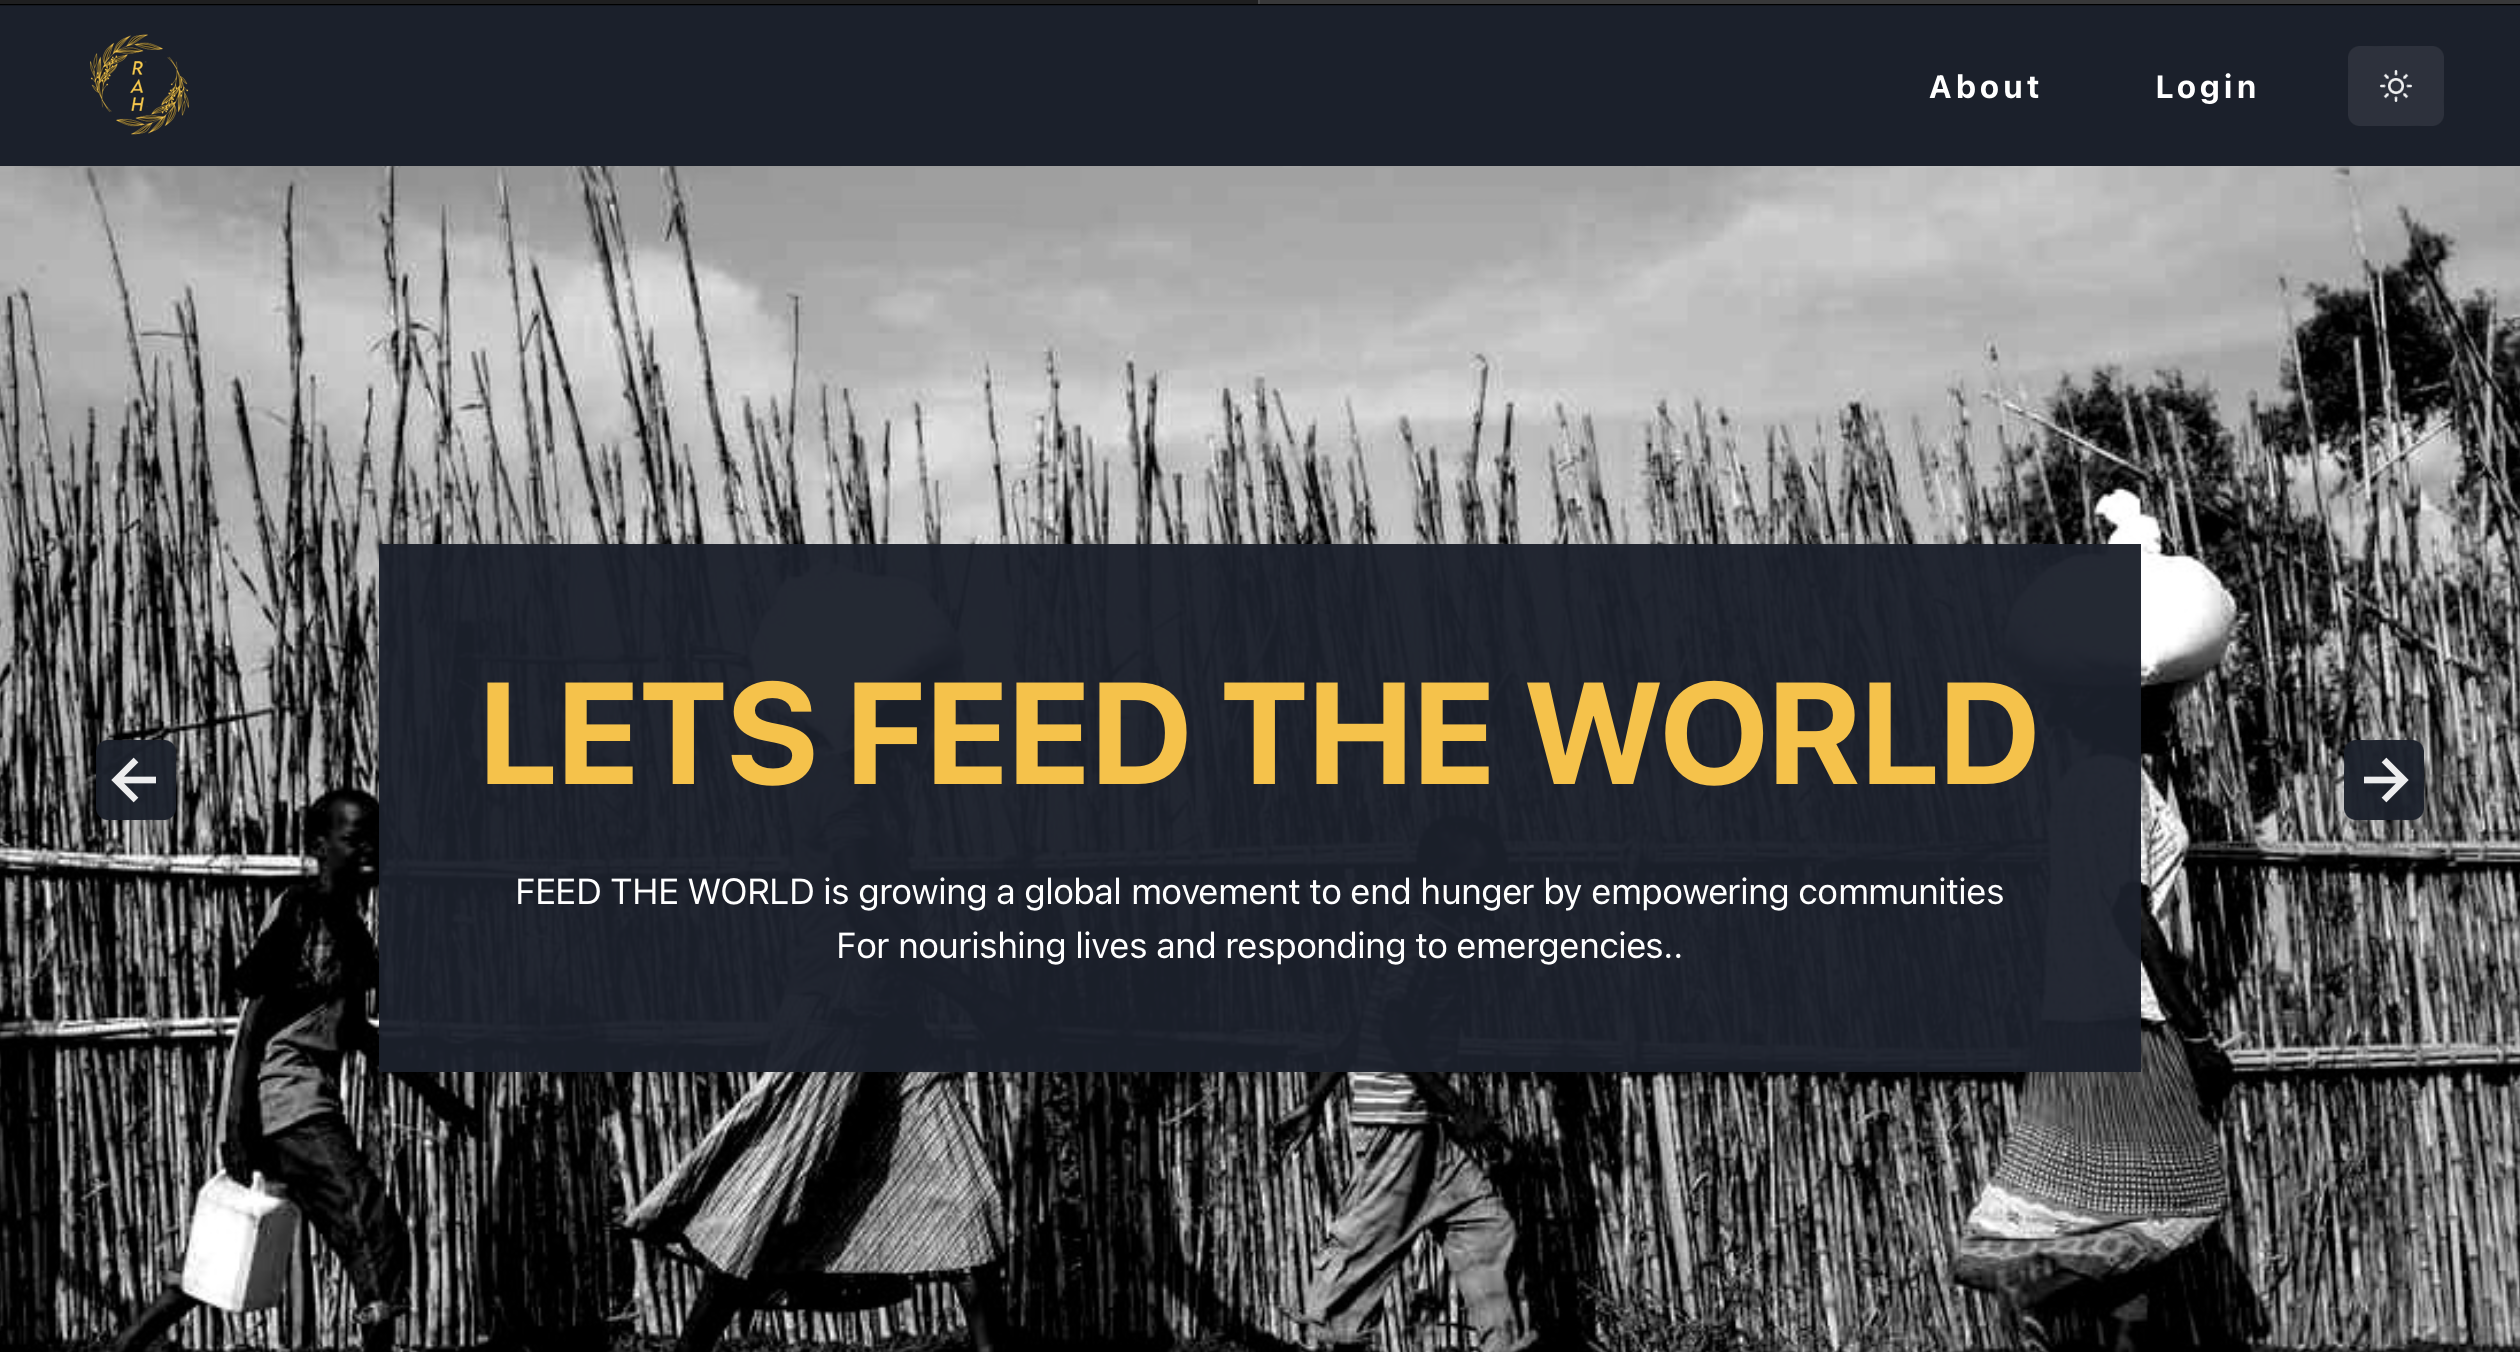 R
A
H
About
Login
LETS FEED THE WORLD
FEED THE WORLD is growing a global movement to end hunger by empowering communities
For nourishing lives and responding to emergencies..